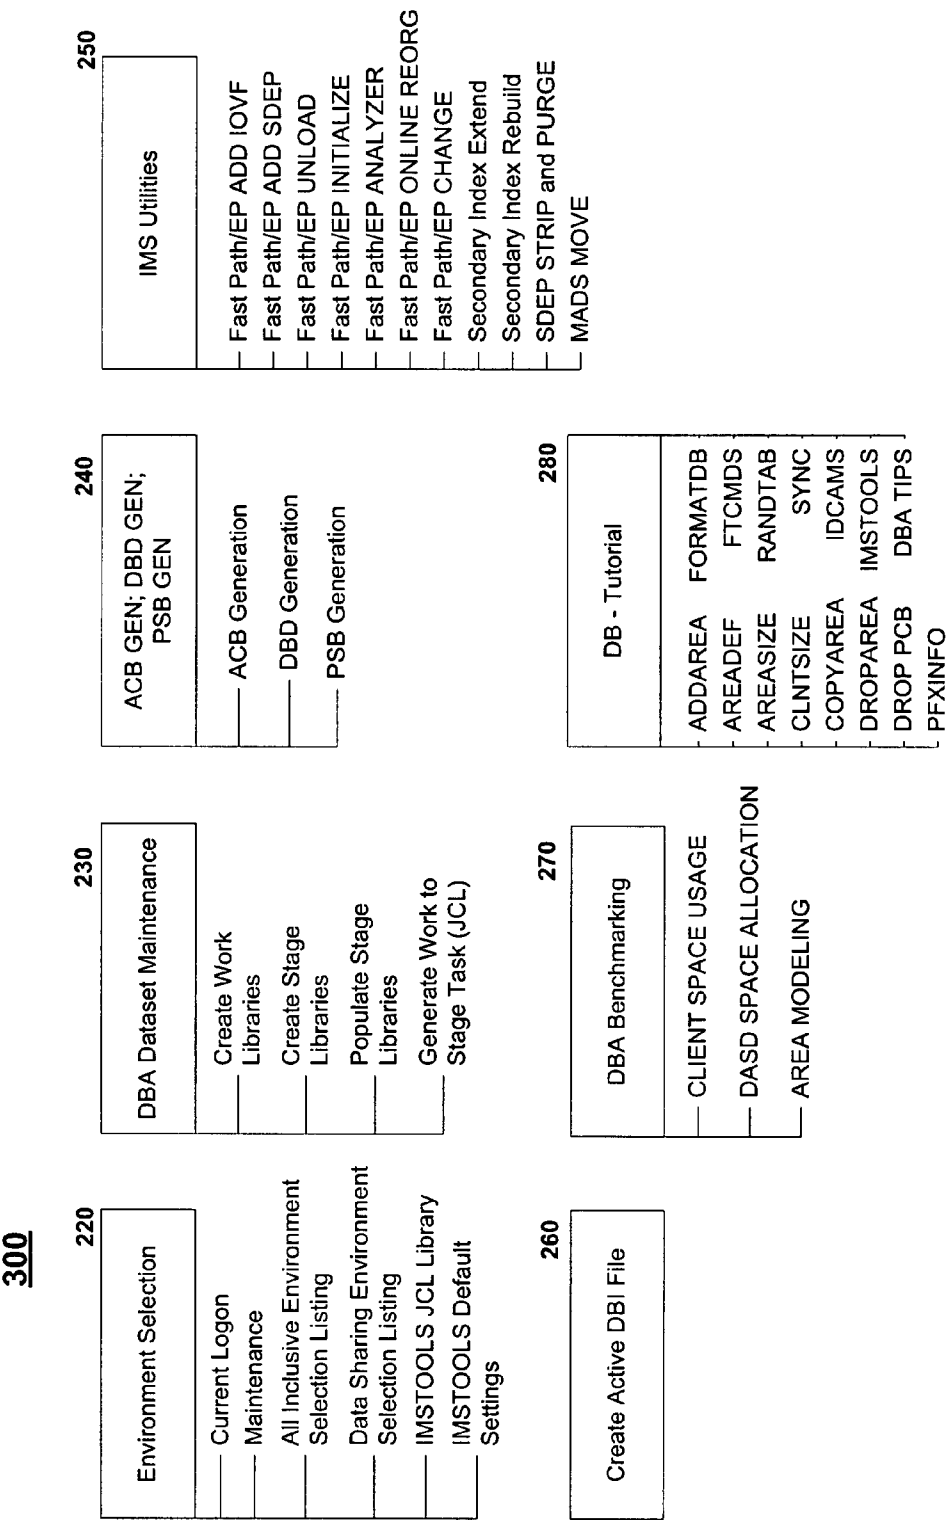 300
220
Environment Selection
Current Logon
Maintenance
All Inclusive Environment
Selection Listing
Data Sharing Environment
Selection Listing
IMSTOOLS JCL Library
IMSTOOLS Default
Settings
230
DBA Dataset Maintenance
Create Work
Libraries
Create Stage
Libraries
Populate Stage
Libraries
Generate Work to
Stage Task (JCL)
240
ACB GEN; DBD GEN;
PSB GEN
ACB Generation
DBD Generation
PSB Generation
250
IMS Utilities
Fast Path/EP ADD IOVF
Fast Path/EP ADD SDEP
Fast Path/EP UNLOAD
Fast Path/EP INITIALIZE
Fast Path/EP ANALYZER
Fast Path/EP ONLINE REORG
Fast Path/EP CHANGE
Secondary Index Extend
Secondary Index Rebuild
SDEP STRIP and PURGE
MADS MOVE
260
Create Active DBI File
270
DBA Benchmarking
CLIENT SPACE USAGE
DASD SPACE ALLOCATION
AREA MODELING
280
DB - Tutorial
ADDAREA FORMATDB
AREADEF FTCMDS
AREASIZE RANDTAB
CLNTSIZE SYNC
COPYAREA IDCAMS
DROPAREA IMSTOOLS
DROP PCB DBA TIPS
PFXINFO